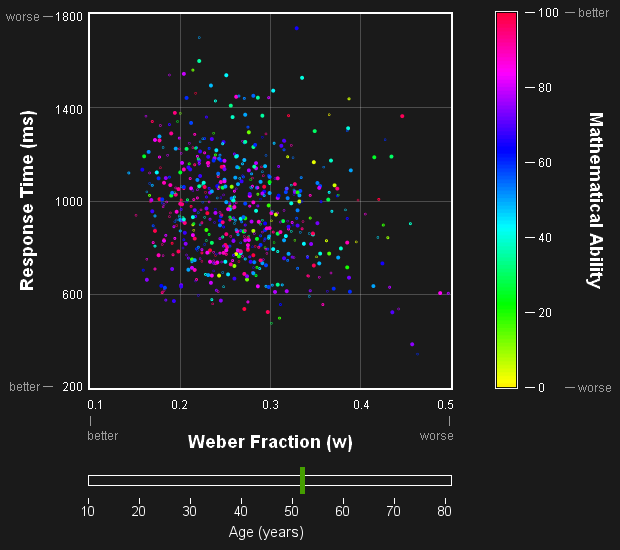 worse
1800
1400
1000
600
better
200
Response Time (ms)
0.1
0.2
0.3
0.4
0.5
better
worse
Weber Fraction (w)
10
20
30
40
50
60
70
80
Age (years)
100
better
80
60
40
20
0
worse
Mathematical Ability